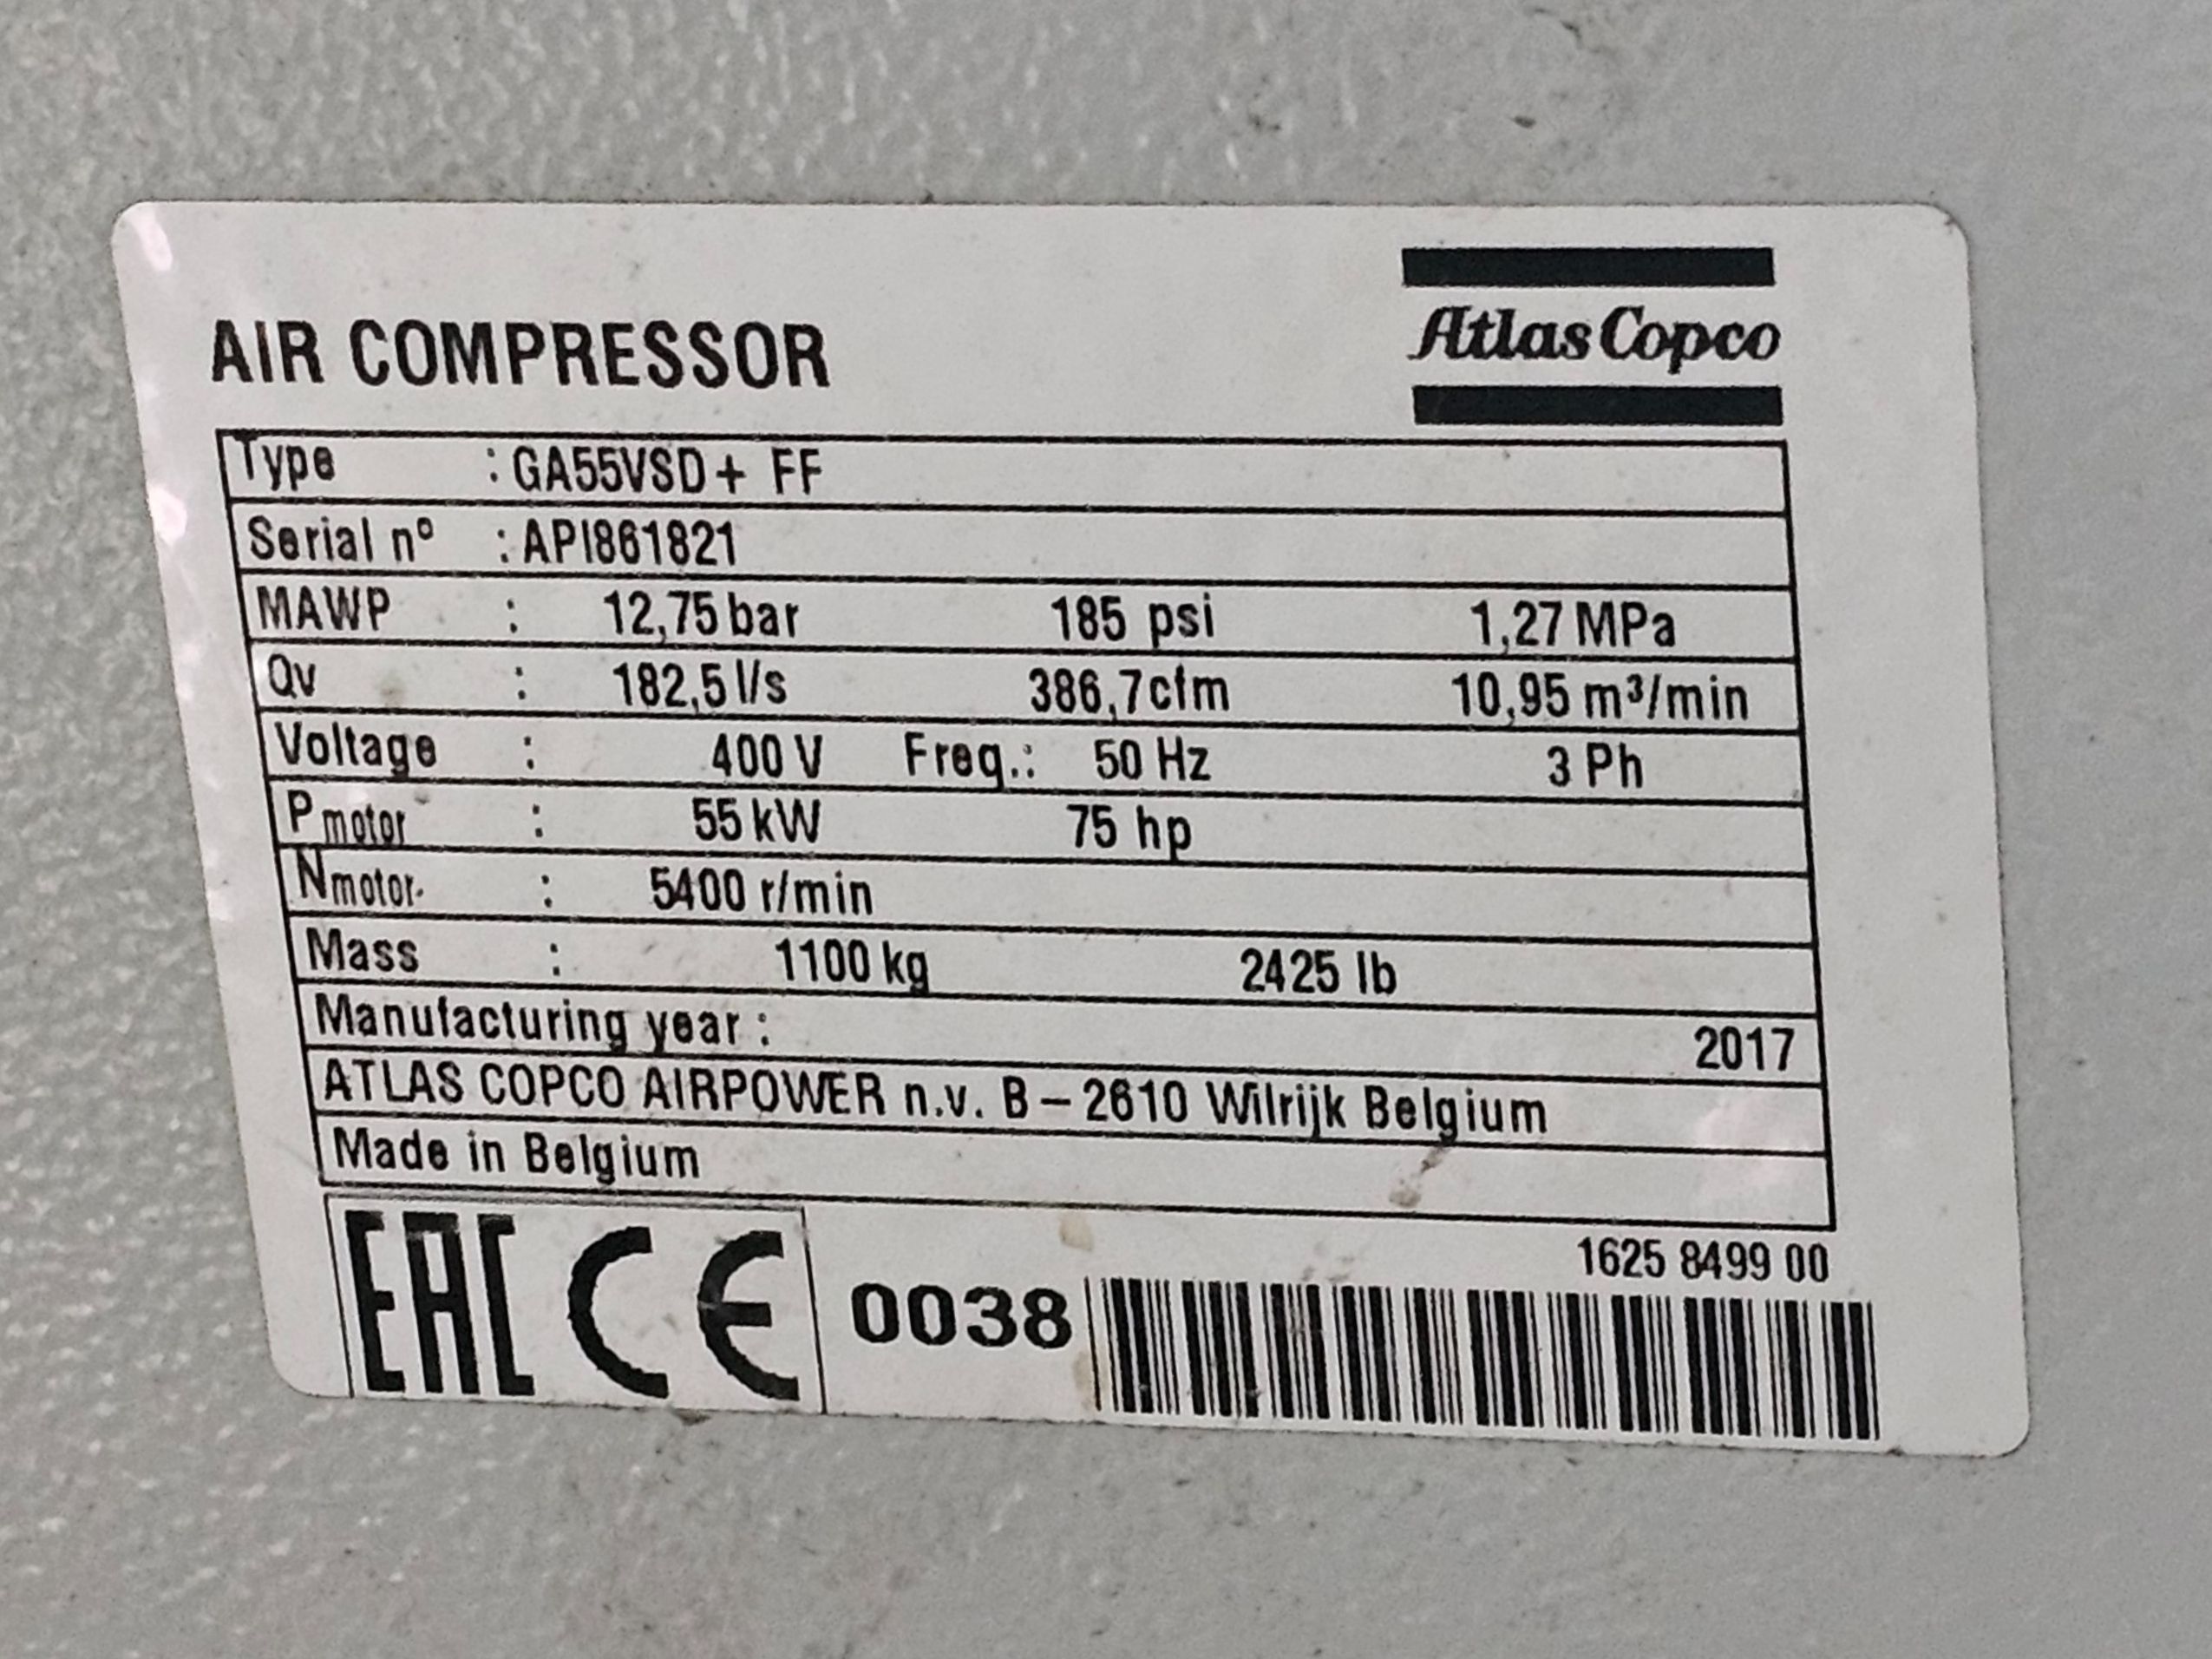 Atlas Copco
AIR COMPRESSOR
Type : GA55VSD+ FF
Serial nº : API861821
MAWP : 12,75 bar 185 psi 1,27 MPa
Qv : 182,5 l/s 386,7cfm 10,95 m³/min
Voltage : 400 V Freq.: 50 Hz 3 Ph
P motor : 55 kW 75 hp
N motor. : 5400 r/min
Mass : 1100 kg 2425 lb
Manufacturing year : 2017
ATLAS COPCO AIRPOWER n.v. B – 2610 Wilrijk Belgium
Made in Belgium
1625 8499 00
EAC CE 0038